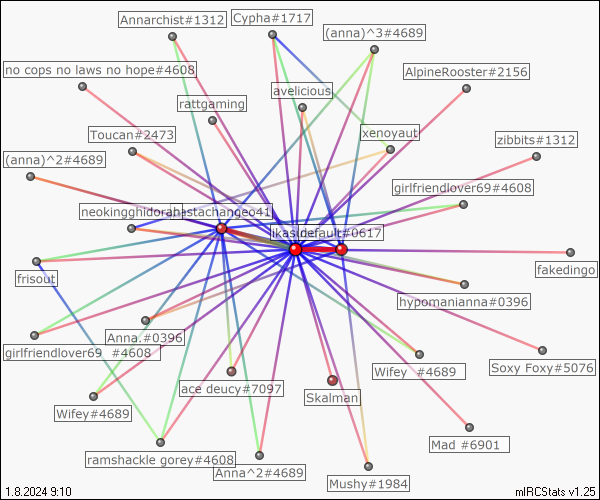 Annarchist#1312
Cypha#1717
(anna)^3#4689
no cops no laws no hope#4608
AlpineRooster#2156
avelicious
rattgaming
Toucan#2473
xenoyaut
zibbits#1312
(anna)^2#4689
girlfriendlover69#4608
neokingghidorah
hastachange641
ikas
default#0617
frisout
fakedingo
hypomanianna#0396
Anna.#0396
girlfriendlover69 #4608
Wifey #4689
Soxy Foxy#5076
ace deucy#7097
Skalman
Wifey#4689
Mad #6901
ramshackle gorey#4608
Anna^2#4689
Mushy#1984
1.8.2024 9:10
mIRCStats v1.25